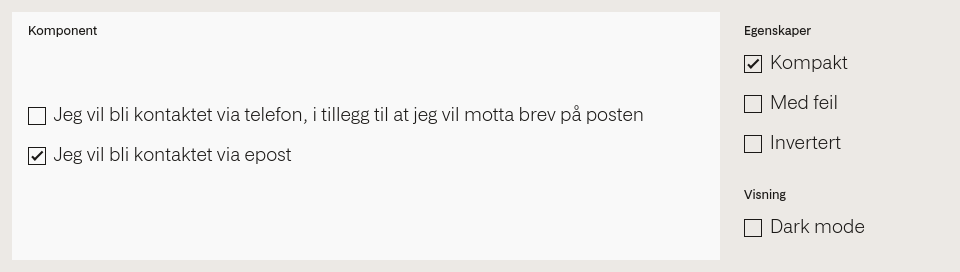 Komponent
Jeg vil bli kontaktet via telefon, i tillegg til at jeg vil motta brev på posten
Jeg vil bli kontaktet via epost
Egenskaper
Kompakt
Med feil
Invertert
Visning
Dark mode